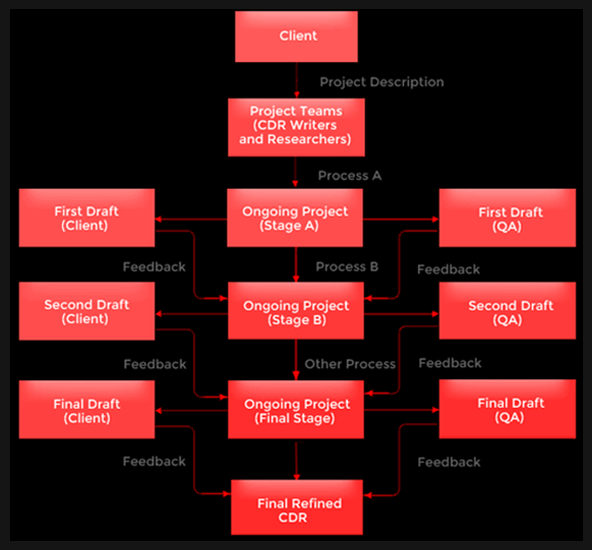 Client
Project Description
Project Teams
(CDR Writers
and Researchers)
Process A
First Draft
(Client)
Ongoing Project
(Stage A)
First Draft
(QA)
Feedback
Process B
Feedback
Second Draft
(Client)
Ongoing Project
(Stage B)
Second Draft
(QA)
Feedback
Other Process
Feedback
Final Draft
(Client)
Ongoing Project
(Final Stage)
Final Draft
(QA)
Feedback
Feedback
Final Refined
CDR